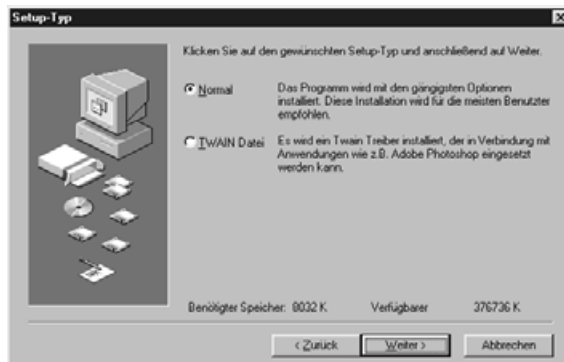 Setup-Typ
Klicken Sie auf den gewünschten Setup-Typ und anschließend auf Weiter.
Normal
Das Programm wird mit den gängigsten Optionen
installiert. Diese Installation wird für die meisten Benutzter
empfohlen.
TWAIN Datei
Es wird ein Twain Treiber installiert, der in Verbindung mit
Anwendungen wie z.B. Adobe Photoshop eingesetzt
werden kann.
Benötigter Speicher: 8032 K Verfügbarer 376736 K
< Zurück Weiter > Abbrechen